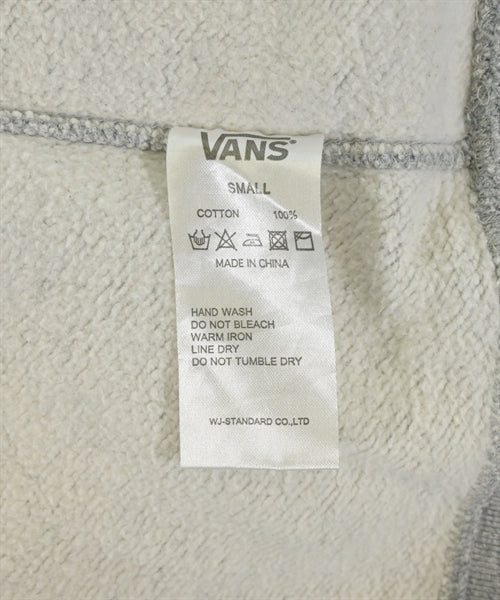 VANS
SMALL
COTTON 100%
MADE IN CHINA
HAND WASH
DO NOT BLEACH
WARM IRON
LINE DRY
DO NOT TUMBLE DRY
WJ-STANDARD CO.,LTD